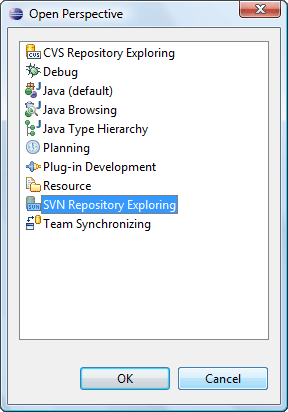 Open Perspective
CVS Repository Exploring
Debug
Java (default)
Java Browsing
Java Type Hierarchy
Planning
Plug-in Development
Resource
SVN Repository Exploring
Team Synchronizing
OK
Cancel